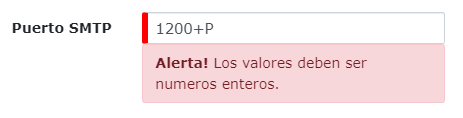 Puerto SMTP 1200+P
Alerta! Los valores deben ser
numeros enteros.